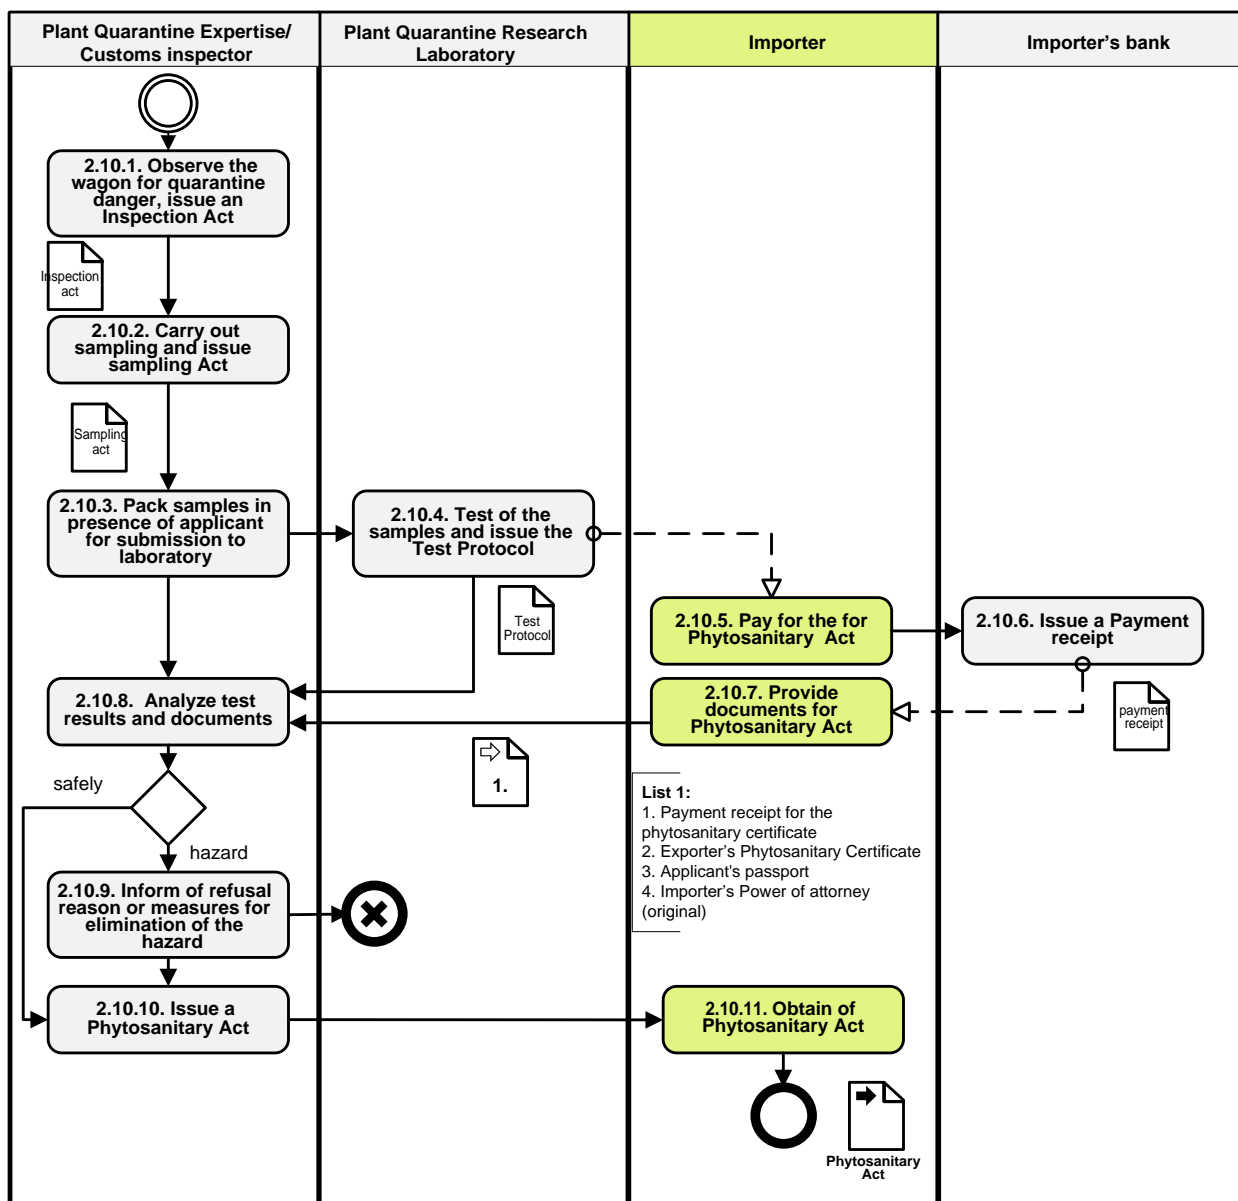 Plant Quarantine Expertise/
Customs inspector
Plant Quarantine Research
Laboratory
Importer
Importer's bank
2.10.1. Observe the
wagon for quarantine
danger, issue an
Inspection Act
Inspection
act
2.10.2. Carry out
sampling and issue
sampling Act
Sampling
act
2.10.3. Pack samples in
presence of applicant
for submission to
laboratory
2.10.4. Test of the
samples and issue the
Test Protocol
Test
Protocol
2.10.5. Pay for the for
Phytosanitary Act
2.10.6. Issue a Payment
receipt
payment
receipt
2.10.7. Provide
documents for
Phytosanitary Act
2.10.8. Analyze test
results and documents
1.
safely
hazard
List 1:
1. Payment receipt for the
phytosanitary certificate
2. Exporter's Phytosanitary Certificate
3. Applicant's passport
4. Importer's Power of attorney
(original)
2.10.9. Inform of refusal
reason or measures for
elimination of the
hazard
2.10.10. Issue a
Phytosanitary Act
2.10.11. Obtain of
Phytosanitary Act
Phytosanitary
Act